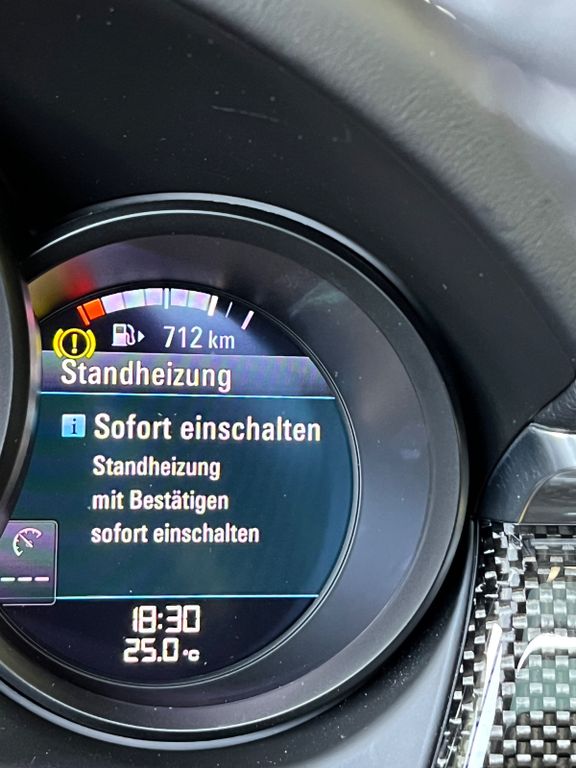 712 km
Standheizung
i Sofort einschalten
Standheizung
mit Bestätigen
sofort einschalten
---
18:30
25.0 °C